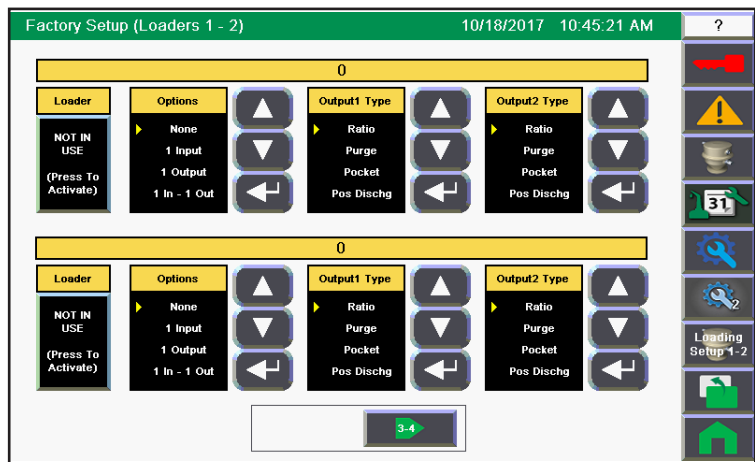 Factory Setup (Loaders 1 - 2) 10/18/2017 10:45:21 AM ?
0
Loader Options Output1 Type Output2 Type
NOT IN USE (Press To Activate)
None
1 Input
1 Output
1 In - 1 Out
Ratio
Purge
Pocket
Pos Dischg
Ratio
Purge
Pocket
Pos Dischg
31
0
Loader Options Output1 Type Output2 Type
NOT IN USE (Press To Activate)
None
1 Input
1 Output
1 In - 1 Out
Ratio
Purge
Pocket
Pos Dischg
Ratio
Purge
Pocket
Pos Dischg
2
Loading
Setup 1-2
3-4